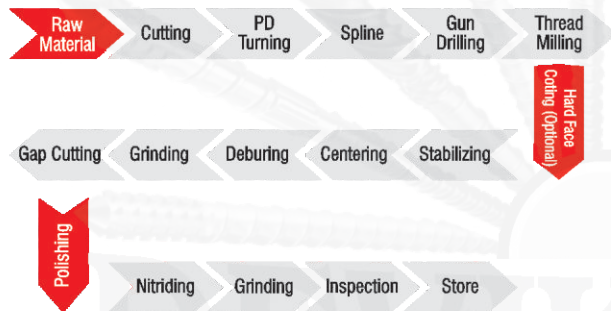 Raw
Material
Cutting
PD
Turning
Spline
Gun
Drilling
Thread
Milling
Hard Face
Coting (Optional)
Stabilizing
Centering
Deburing
Grinding
Gap Cutting
Polishing
Nitriding
Grinding
Inspection
Store